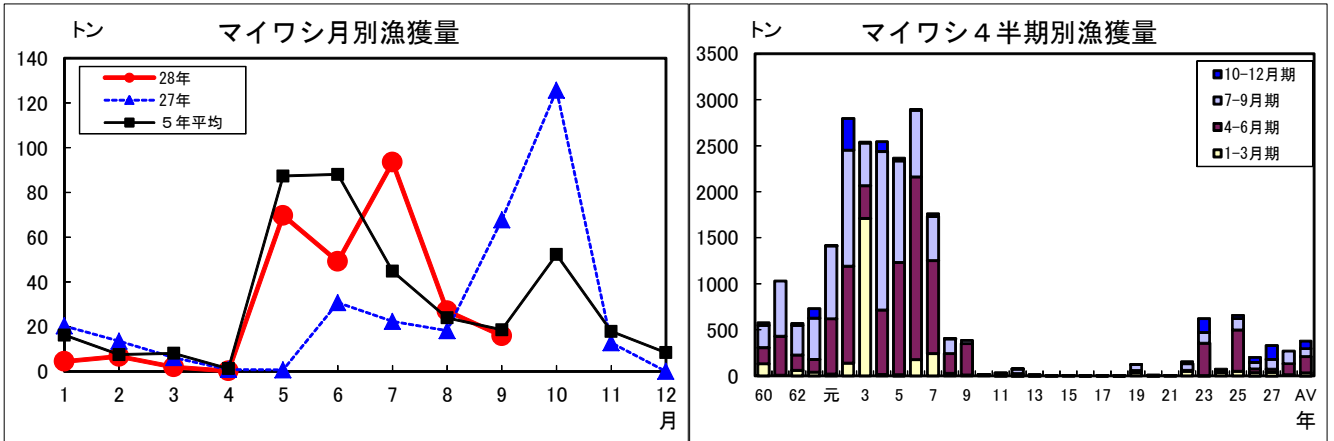 トン
マイワシ月別漁獲量
140
120
100
80
60
40
20
0
28年
27年
５年平均
1 2 3 4 5 6 7 8 9 10 11 12
月
トン
マイワシ４半期別漁獲量
3500
3000
2500
2000
1500
1000
500
0
10-12月期
7-9月期
4-6月期
1-3月期
60 62 元 3 5 7 9 11 13 15 17 19 21 23 25 27 AV
年